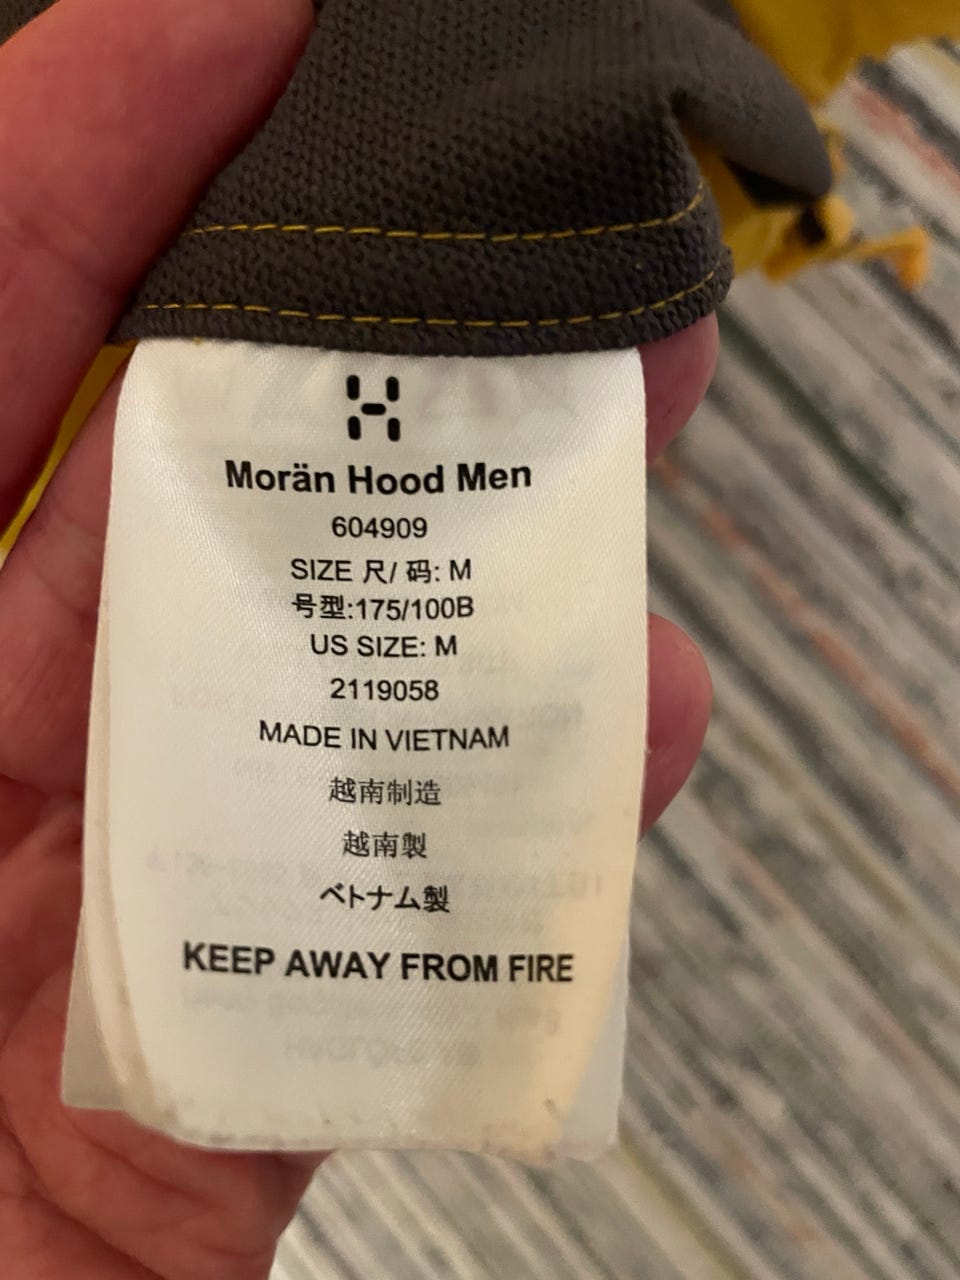 Morän Hood Men
604909
SIZE 尺/ 码: M
号型:175/100B
US SIZE: M
2119058
MADE IN VIETNAM
越南制造
越南製
ベトナム製
KEEP AWAY FROM FIRE